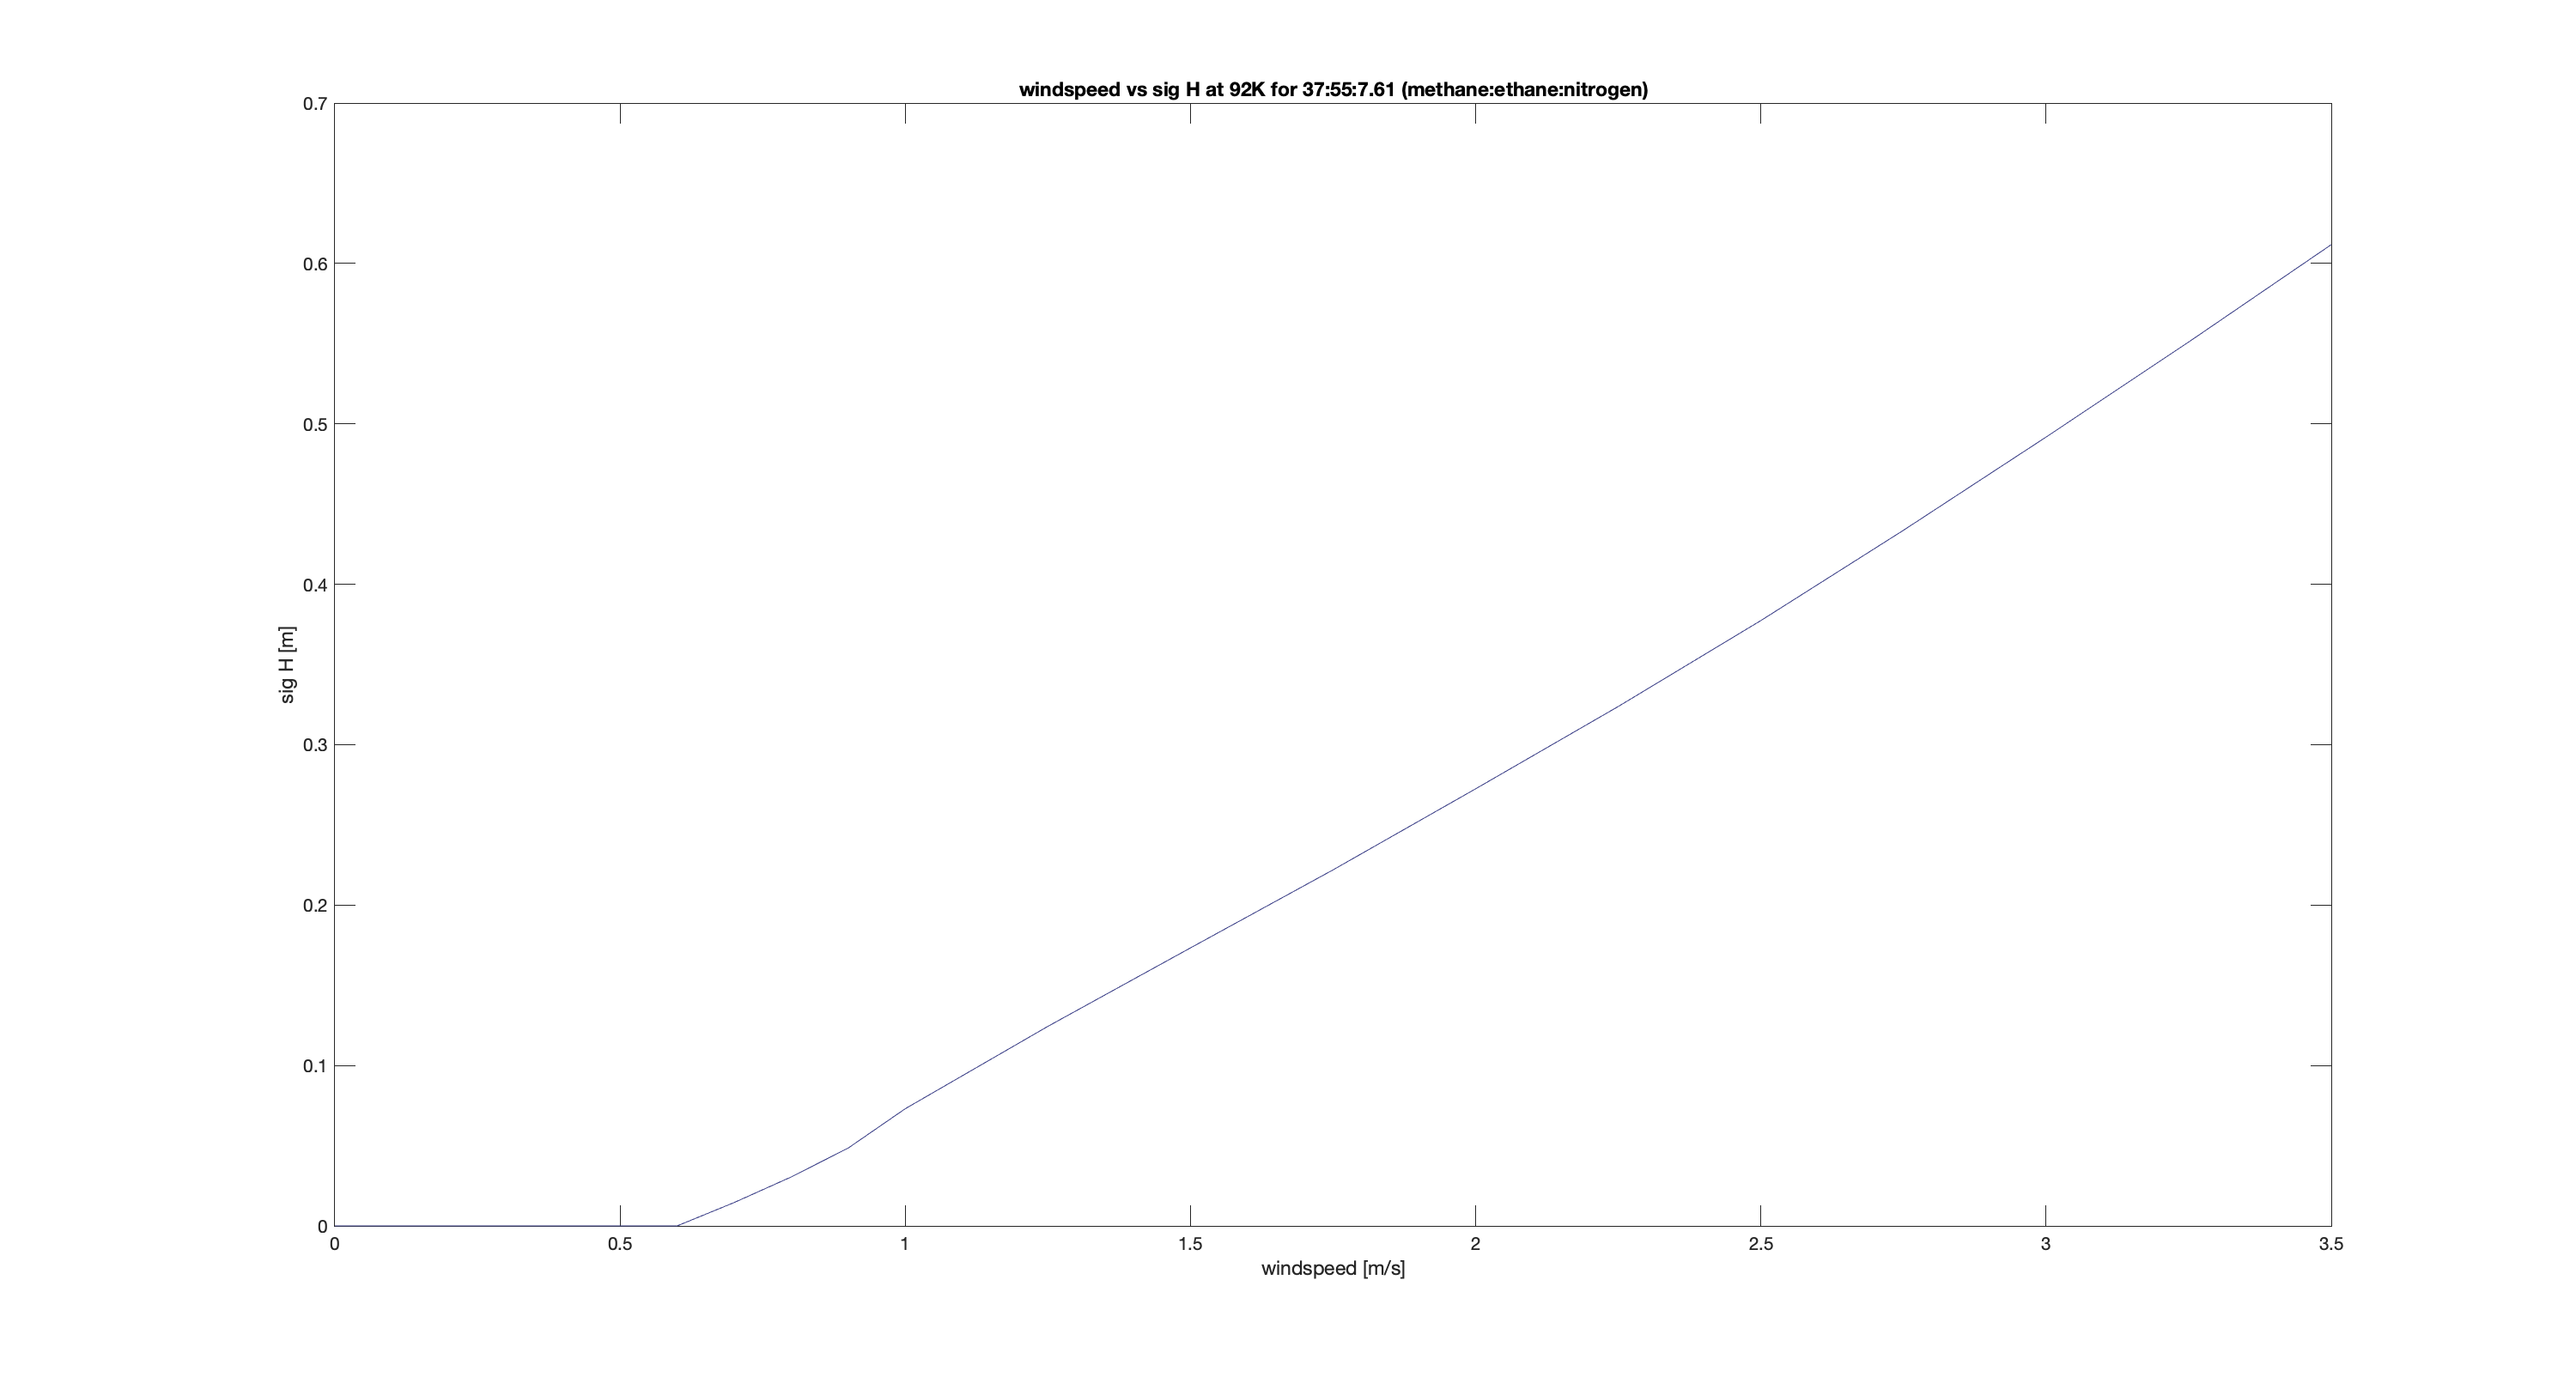 windspeed vs sig H at 92K for 37:55:7.61 (methane:ethane:nitrogen)
0.7
0.6
0.5
0.4
0.3
0.2
0.1
0
sig H [m]
0 0.5 1 1.5 2 2.5 3 3.5
windspeed [m/s]